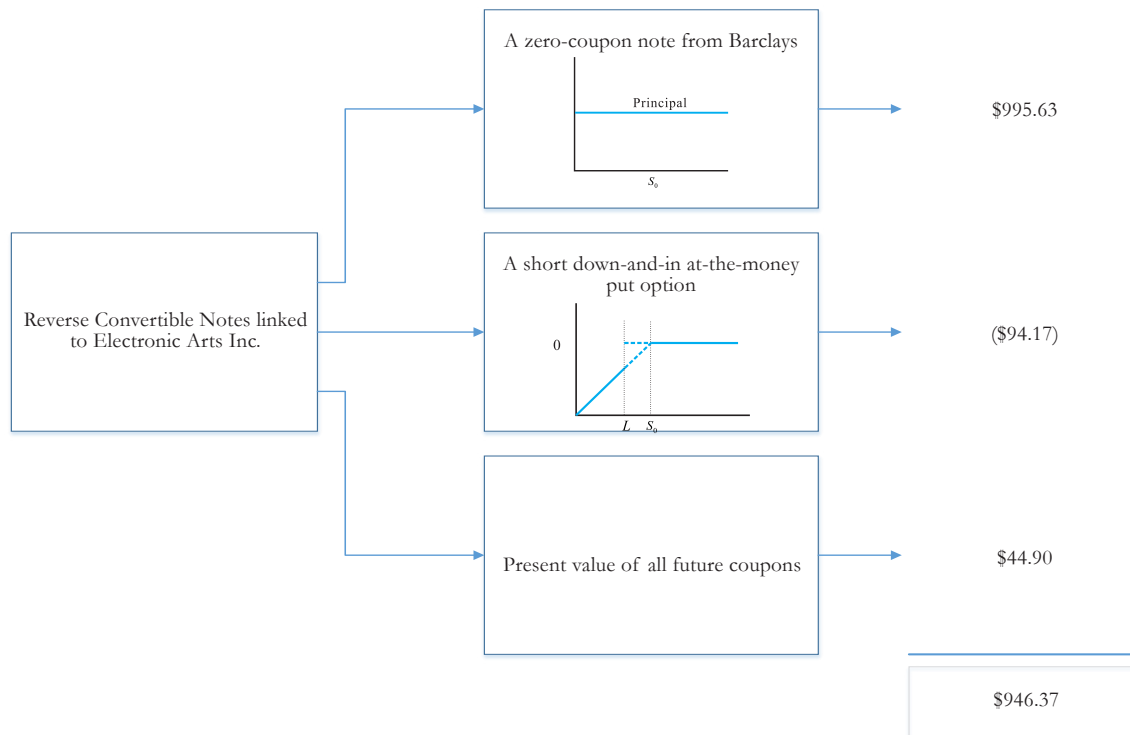 A zero-coupon note from Barclays
Principal
S₀
$995.63
Reverse Convertible Notes linked
to Electronic Arts Inc.
A short down-and-in at-the-money
put option
0
L S₀
($94.17)
Present value of all future coupons
$44.90
$946.37